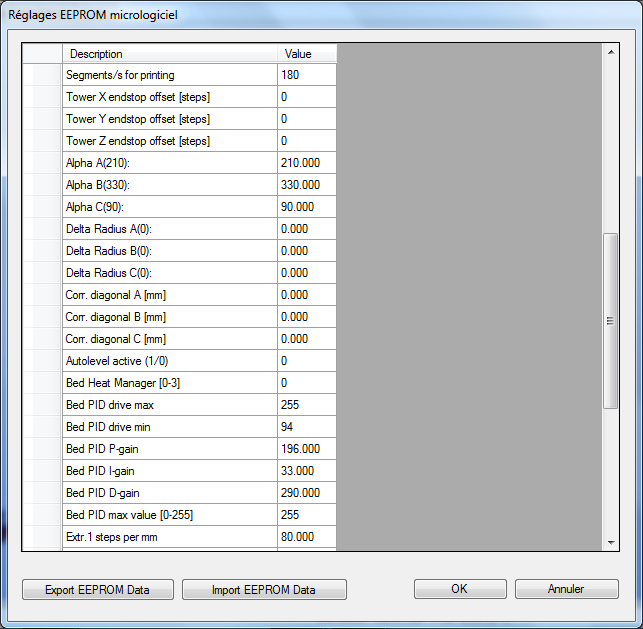 Réglages EEPROM micrologiciel
Description Value
Segments/s for printing 180
Tower X endstop offset [steps] 0
Tower Y endstop offset [steps] 0
Tower Z endstop offset [steps] 0
Alpha A(210): 210.000
Alpha B(330): 330.000
Alpha C(90): 90.000
Delta Radius A(0): 0.000
Delta Radius B(0): 0.000
Delta Radius C(0): 0.000
Corr. diagonal A [mm] 0.000
Corr. diagonal B [mm] 0.000
Corr. diagonal C [mm] 0.000
Autolevel active (1/0) 0
Bed Heat Manager [0-3] 0
Bed PID drive max 255
Bed PID drive min 94
Bed PID P-gain 196.000
Bed PID I-gain 33.000
Bed PID D-gain 290.000
Bed PID max value [0-255] 255
Extr.1 steps per mm 80.000
Export EEPROM Data Import EEPROM Data OK Annuler